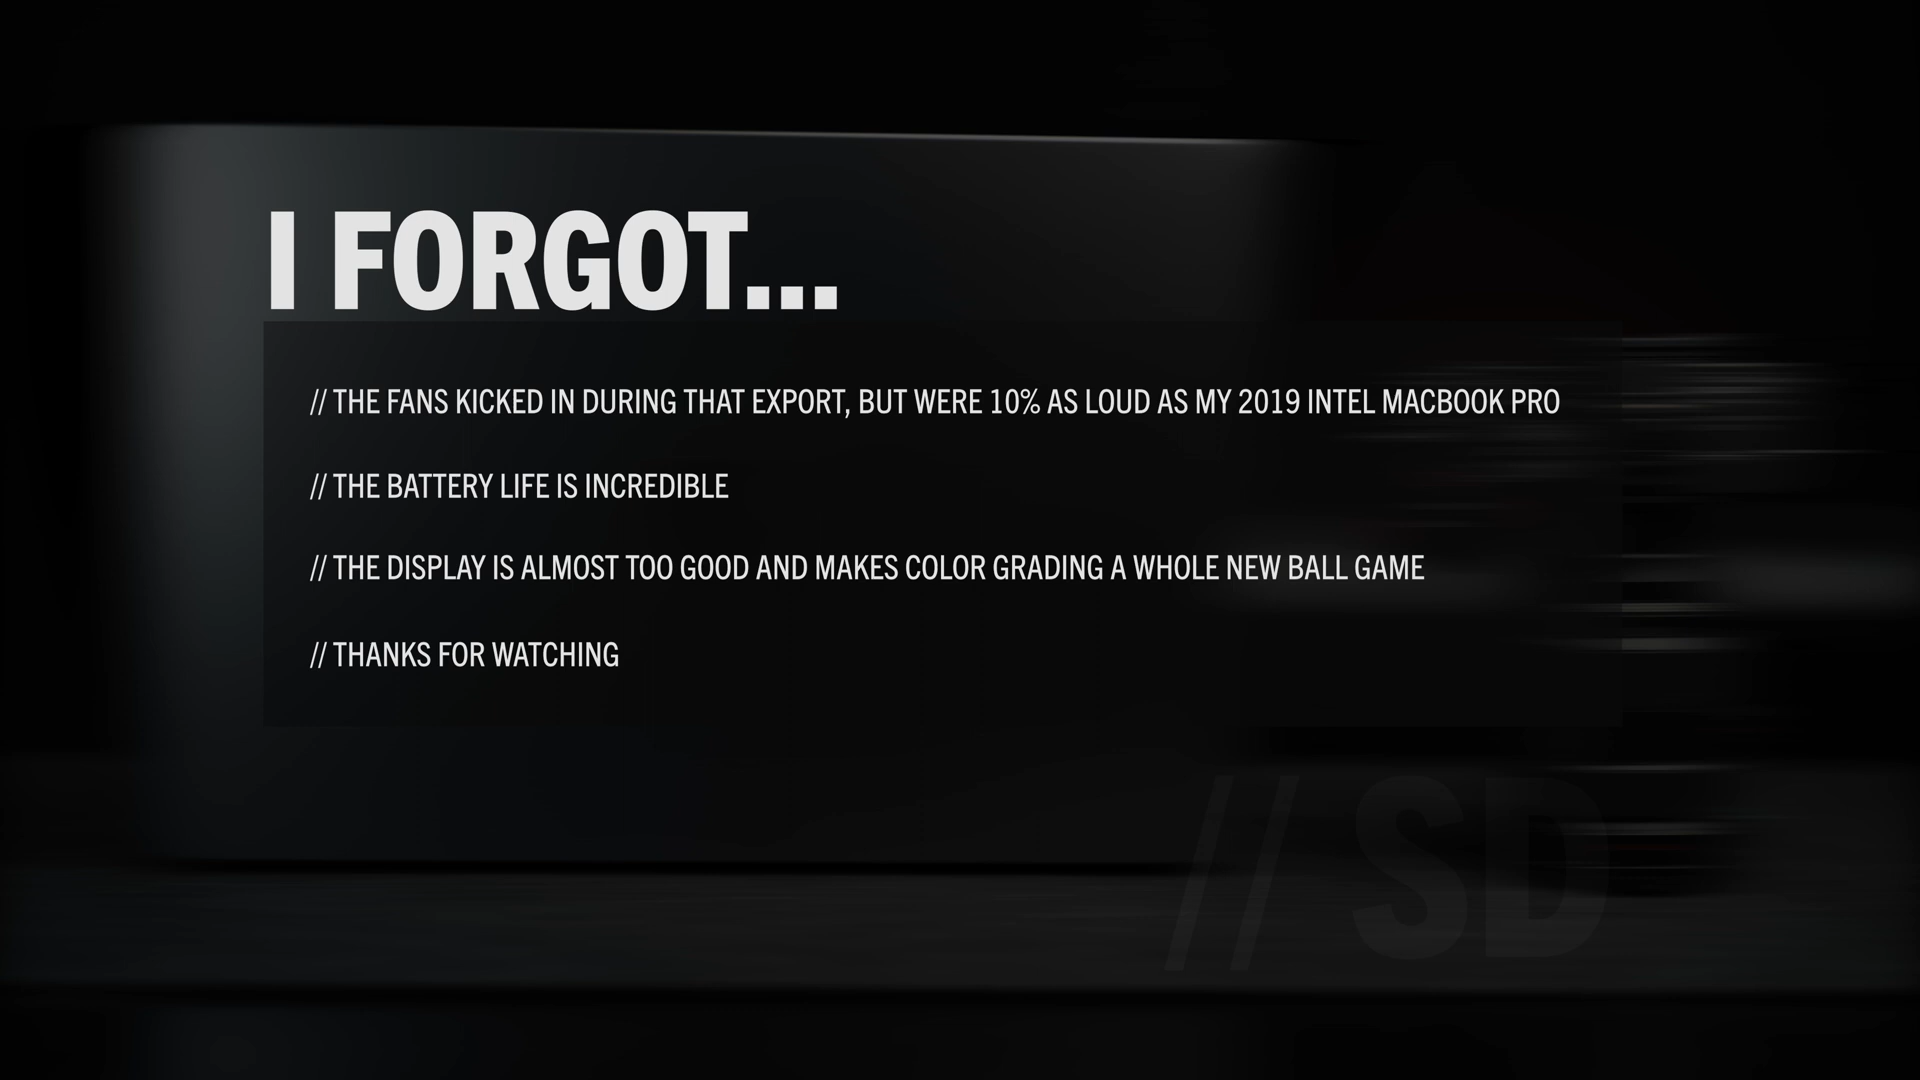 I FORGOT...
// THE FANS KICKED IN DURING THAT EXPORT, BUT WERE 10% AS LOUD AS MY 2019 INTEL MACBOOK PRO
// THE BATTERY LIFE IS INCREDIBLE
// THE DISPLAY IS ALMOST TOO GOOD AND MAKES COLOR GRADING A WHOLE NEW BALL GAME
// THANKS FOR WATCHING
// SD